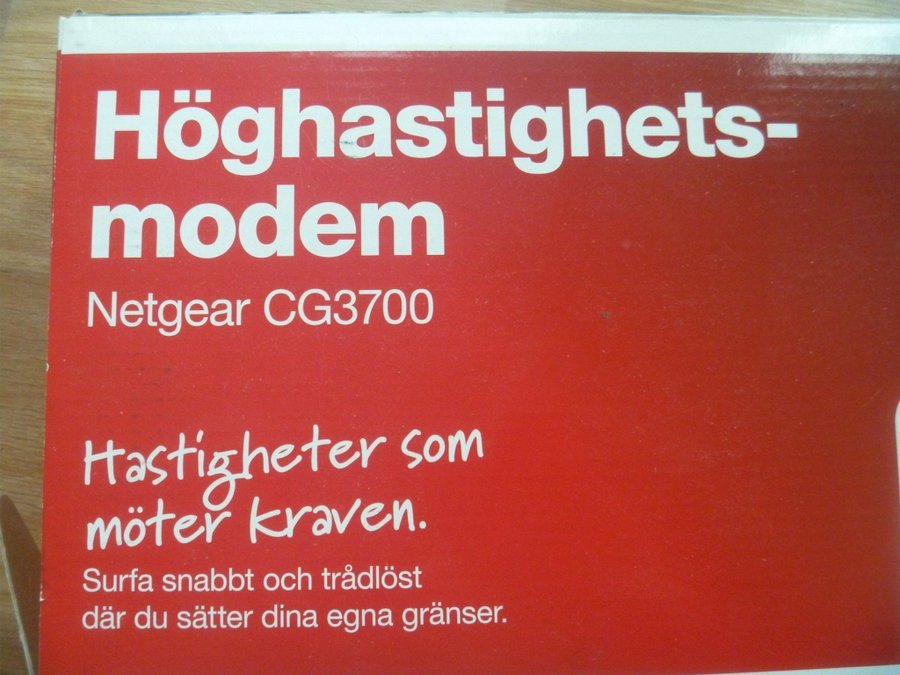 Höghastighets-
modem
Netgear CG3700
Hastigheter som
möter kraven.
Surfa snabbt och trådlöst
där du sätter dina egna gränser.